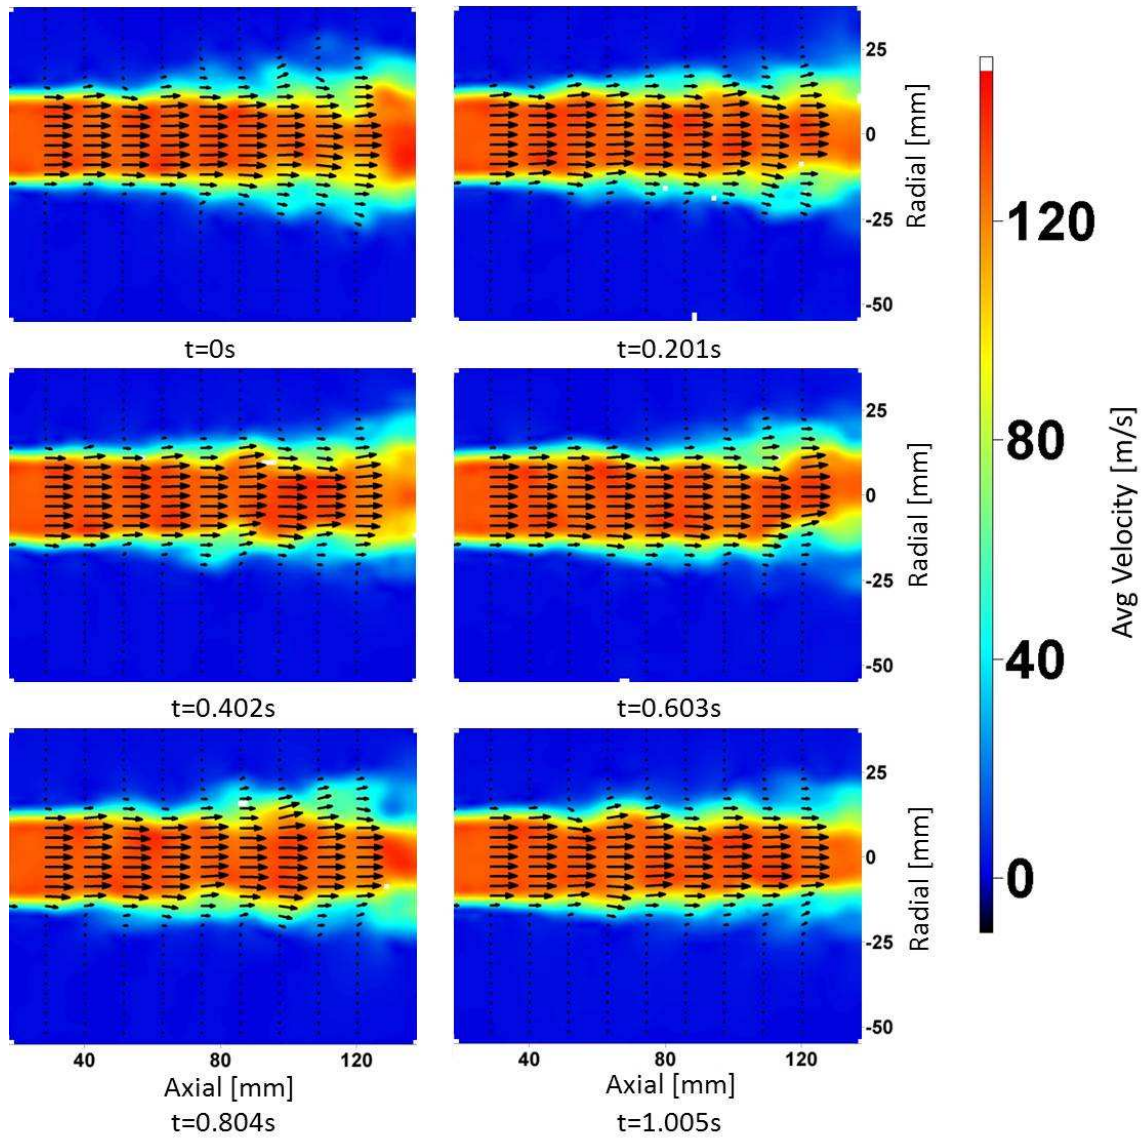 25
0
-25
-50
Radial [mm]
t=0s
t=0.201s
25
0
-25
-50
Radial [mm]
t=0.402s
t=0.603s
25
0
-25
-50
Radial [mm]
40
80
120
40
80
120
Axial [mm]
Axial [mm]
t=0.804s
t=1.005s
120
80
40
0
Avg Velocity [m/s]